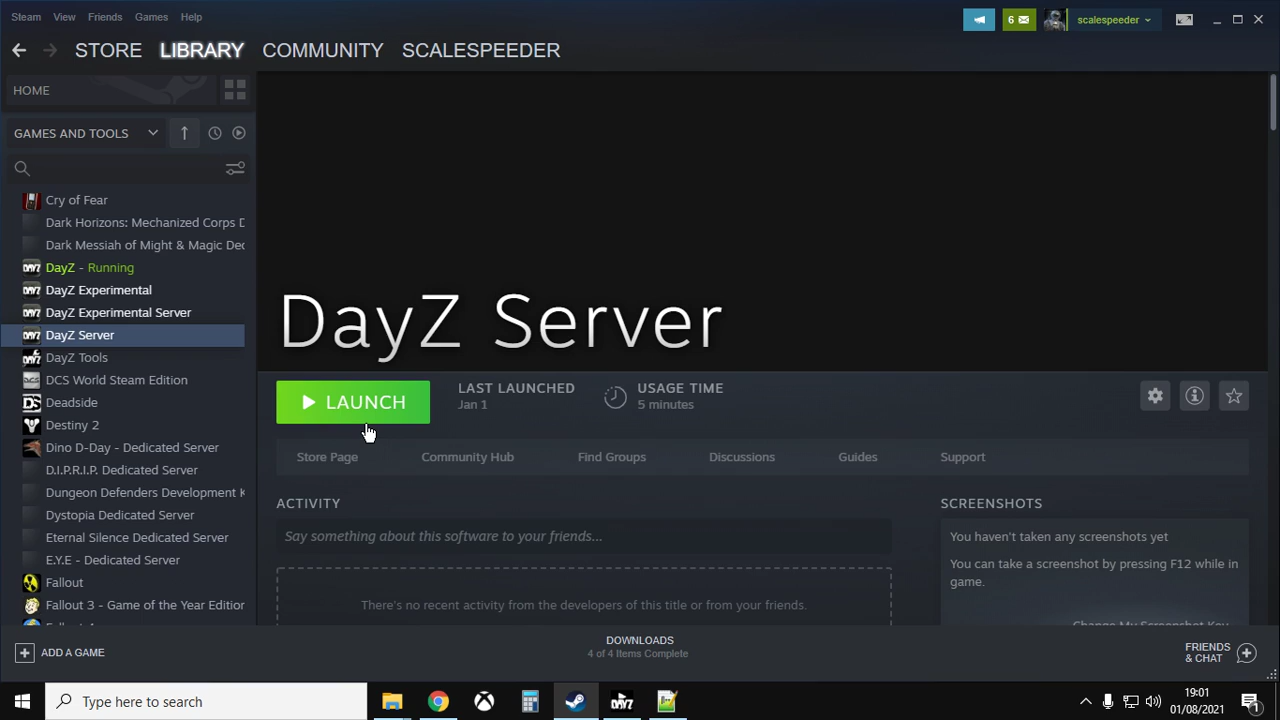 Steam View Friends Games Help
6
scalespeeder
STORE LIBRARY COMMUNITY SCALESPEEDER
HOME
GAMES AND TOOLS
Cry of Fear
Dark Horizons: Mechanized Corps D
Dark Messiah of Might & Magic Dec
DayZ - Running
DayZ Experimental
DayZ Experimental Server
DayZ Server
DayZ Tools
DCS World Steam Edition
Deadside
Destiny 2
Dino D-Day - Dedicated Server
D.I.P.R.I.P. Dedicated Server
Dungeon Defenders Development K
Dystopia Dedicated Server
Eternal Silence Dedicated Server
E.Y.E - Dedicated Server
Fallout
Fallout 3 - Game of the Year Edition
DayZ Server
LAUNCH
LAST LAUNCHED
Jan 1
USAGE TIME
5 minutes
Store Page Community Hub Find Groups Discussions Guides Support
ACTIVITY
Say something about this software to your friends...
There's no recent activity from the developers of this title or from your friends.
SCREENSHOTS
You haven't taken any screenshots yet
You can take a screenshot by pressing F12 while in
game.
Change My Screenshot Key
ADD A GAME
DOWNLOADS
4 of 4 Items Complete
FRIENDS
& CHAT
Type here to search
19:01
01/08/2021
1